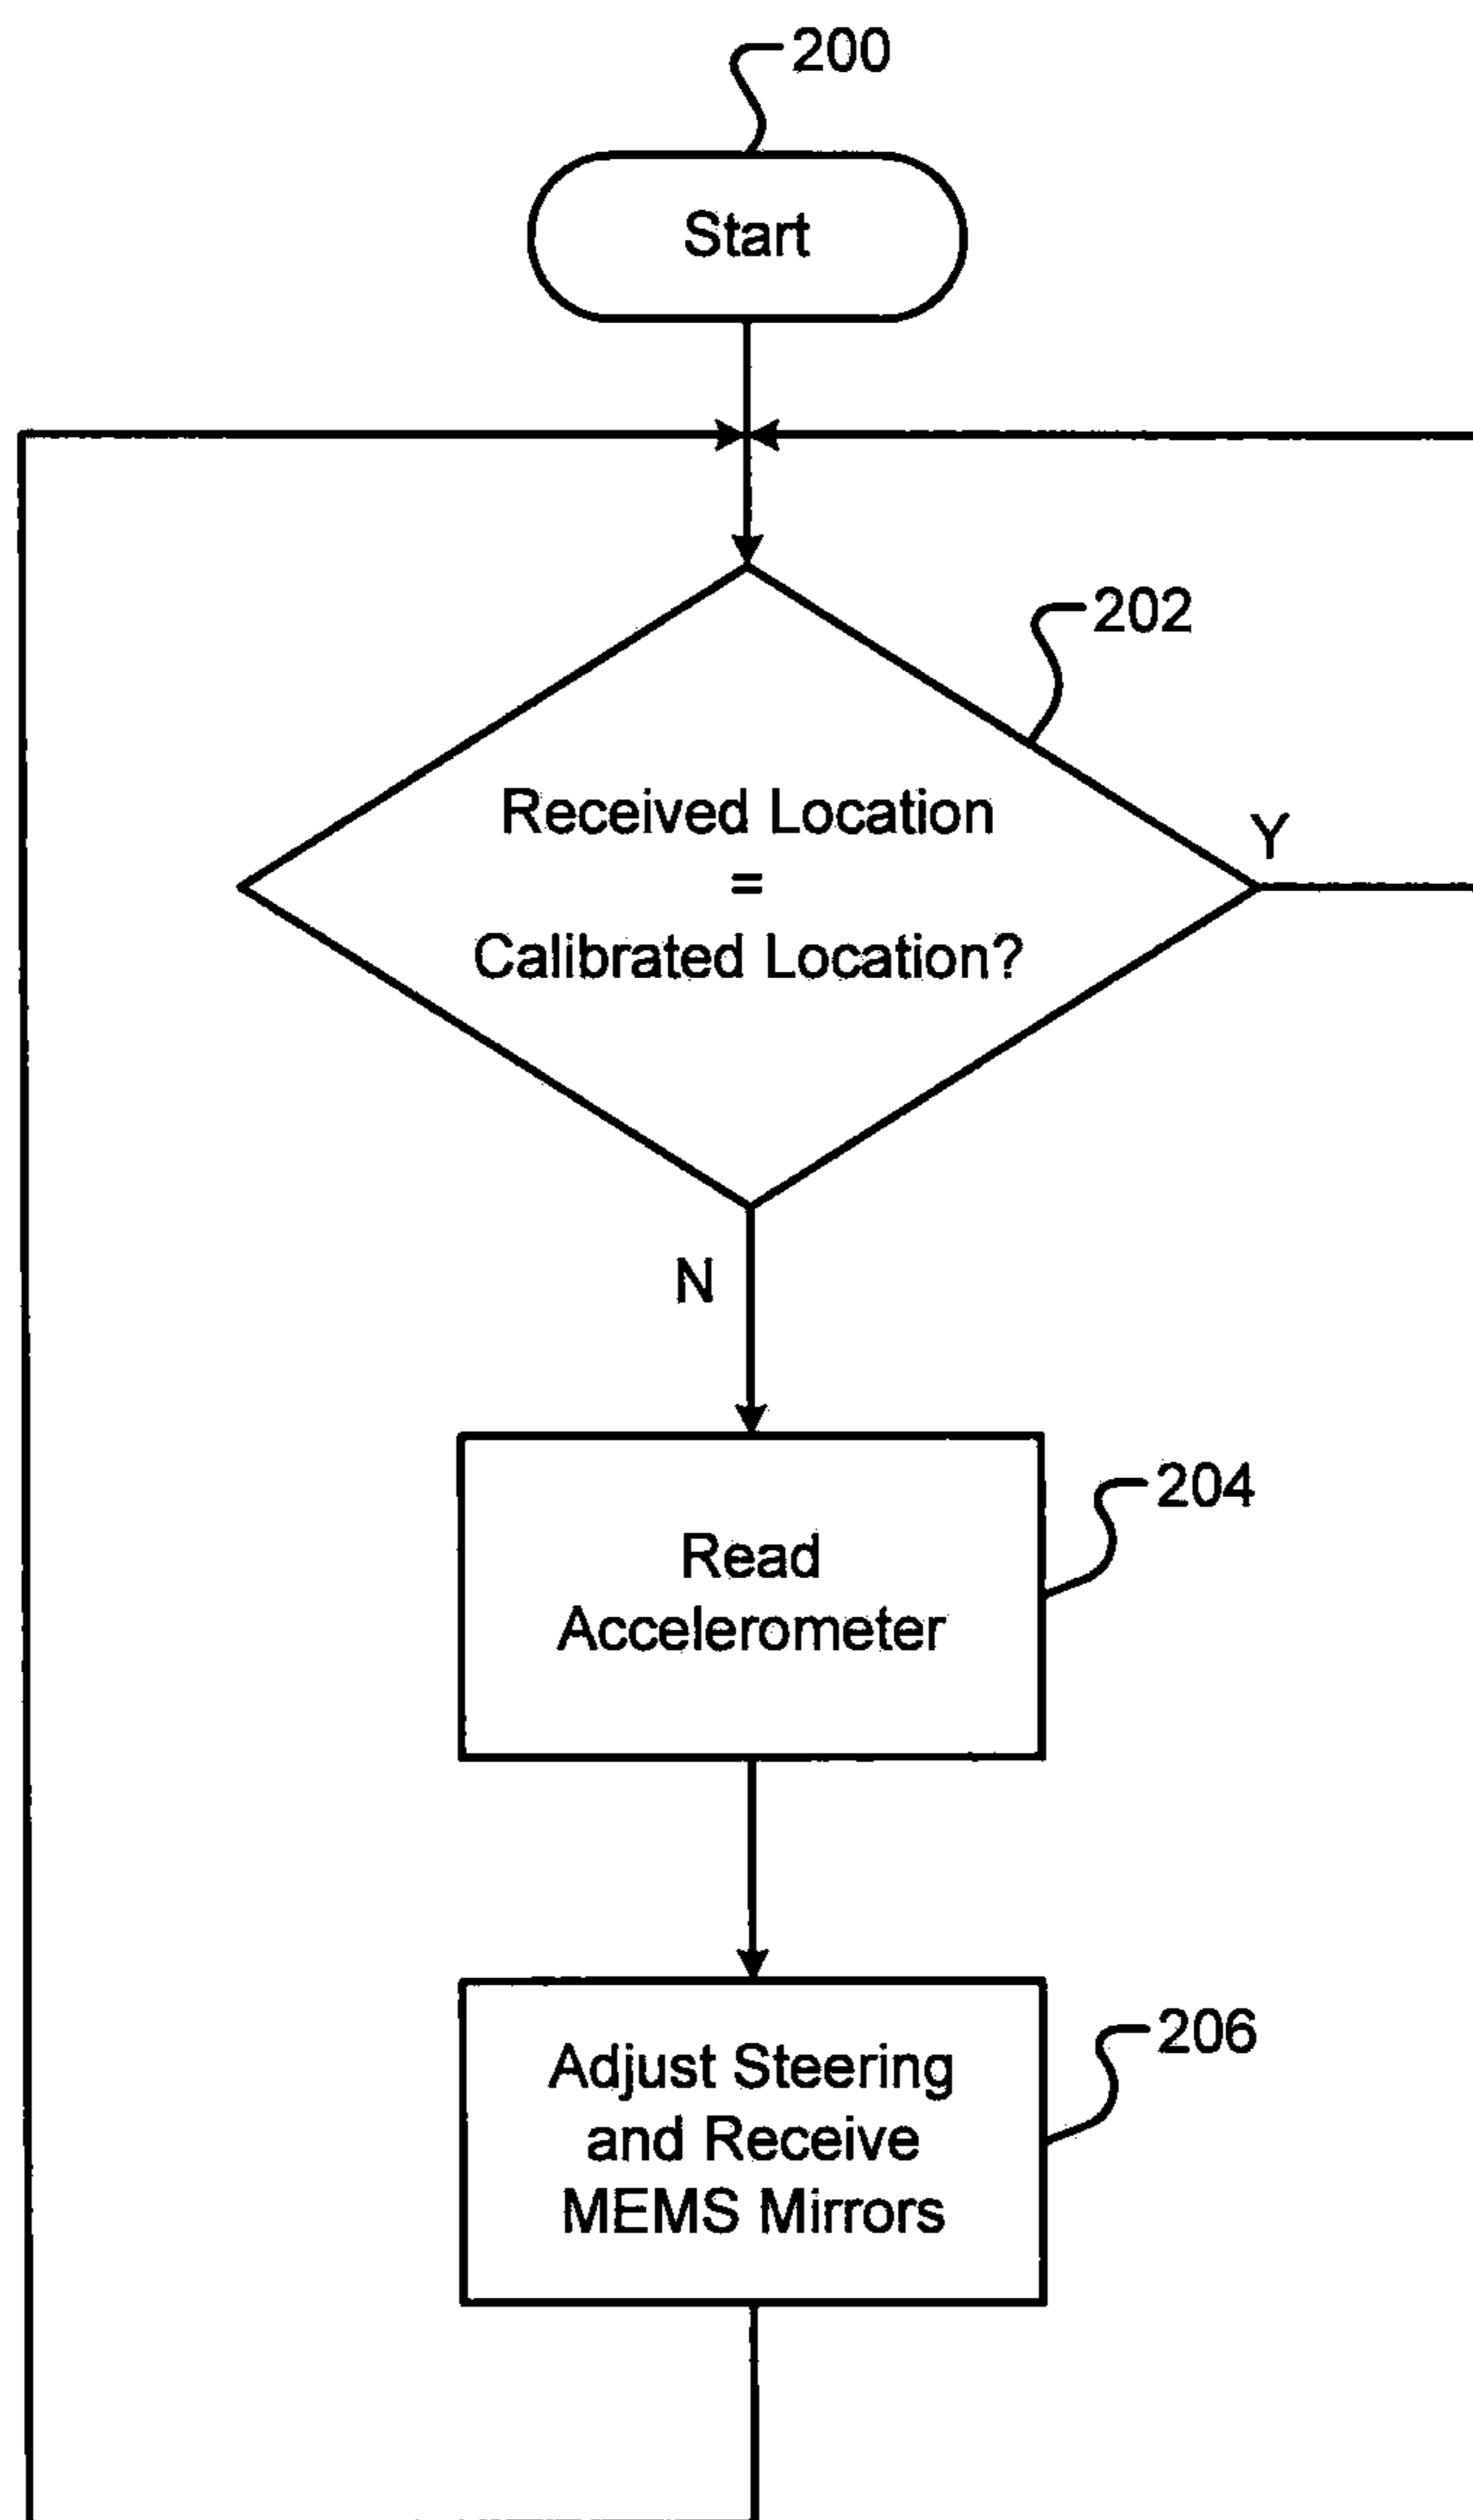 200
Start
202
Received Location
=
Calibrated Location?
Y
N
204
Read
Accelerometer
206
Adjust Steering
and Receive
MEMS Mirrors